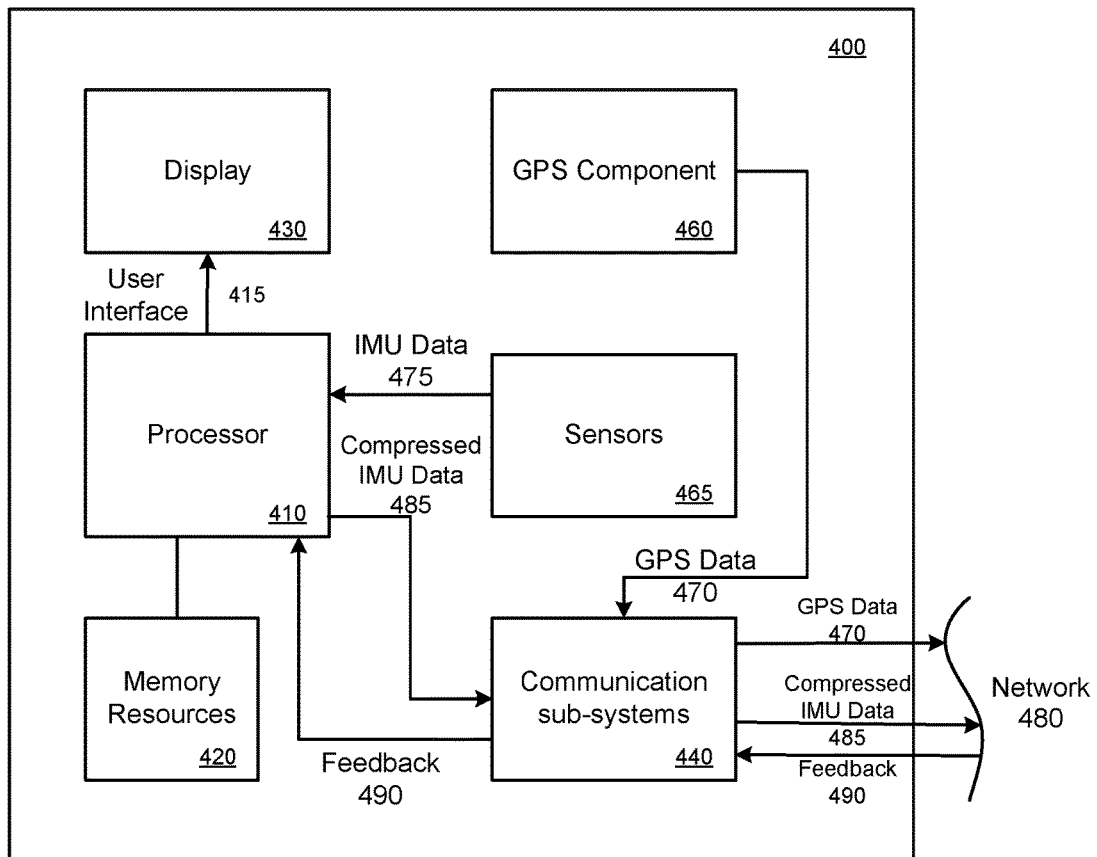 400
Display
430
GPS Component
460
User
Interface
415
IMU Data
475
Processor
410
Sensors
465
Compressed
IMU Data
485
GPS Data
470
Memory
Resources
420
Communication
sub-systems
440
Feedback
490
GPS Data
470
Compressed
IMU Data
485
Feedback
490
Network
480